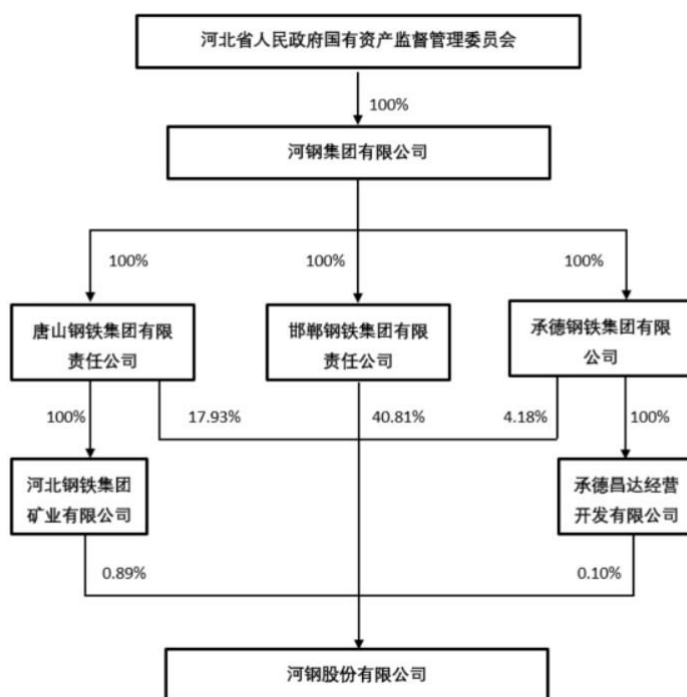 河北省人民政府国有资产监督管理委员会
100%
河钢集团有限公司
100%
100%
100%
唐山钢铁集团有限
责任公司
邯郸钢铁集团有限
责任公司
承德钢铁集团有限
公司
100%
17.93%
40.81%
4.18%
100%
河北钢铁集团
矿业有限公司
承德昌达经营
开发有限公司
0.89%
0.10%
河钢股份有限公司